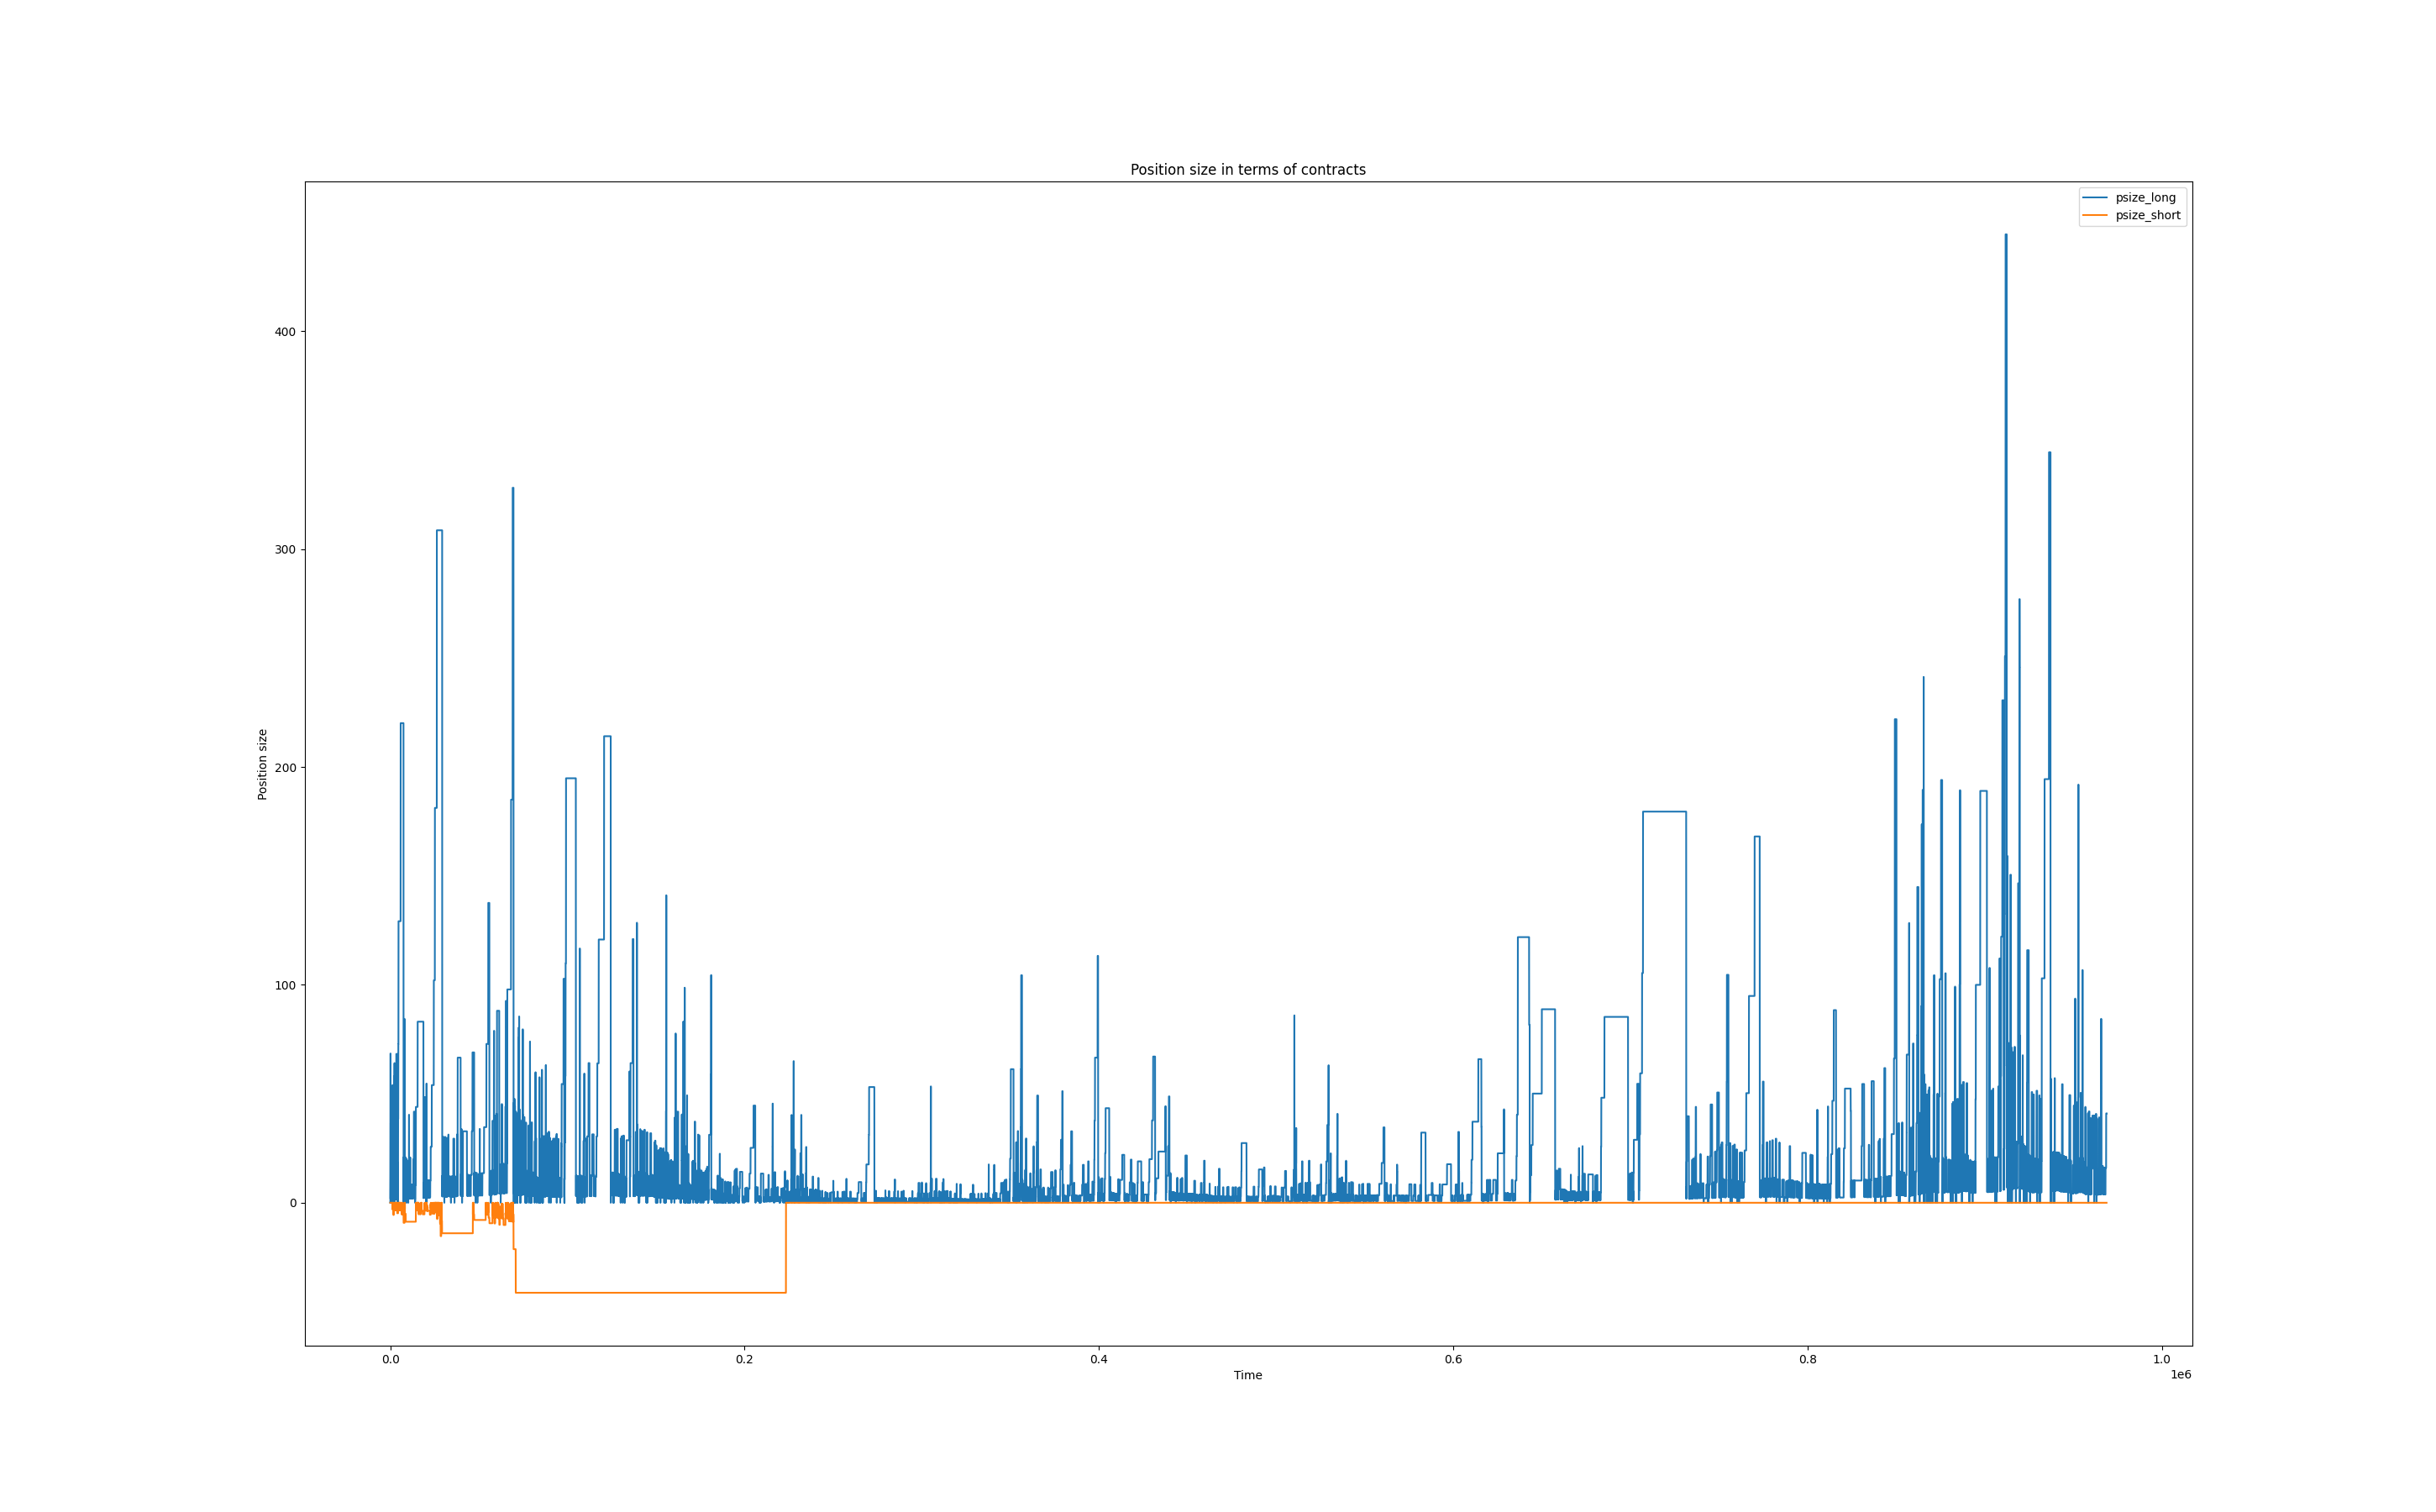 Position size in terms of contracts
psize_long
psize_short
Position size
400
300
200
100
0
0.0
0.2
0.4
0.6
0.8
1.0
1e6
Time